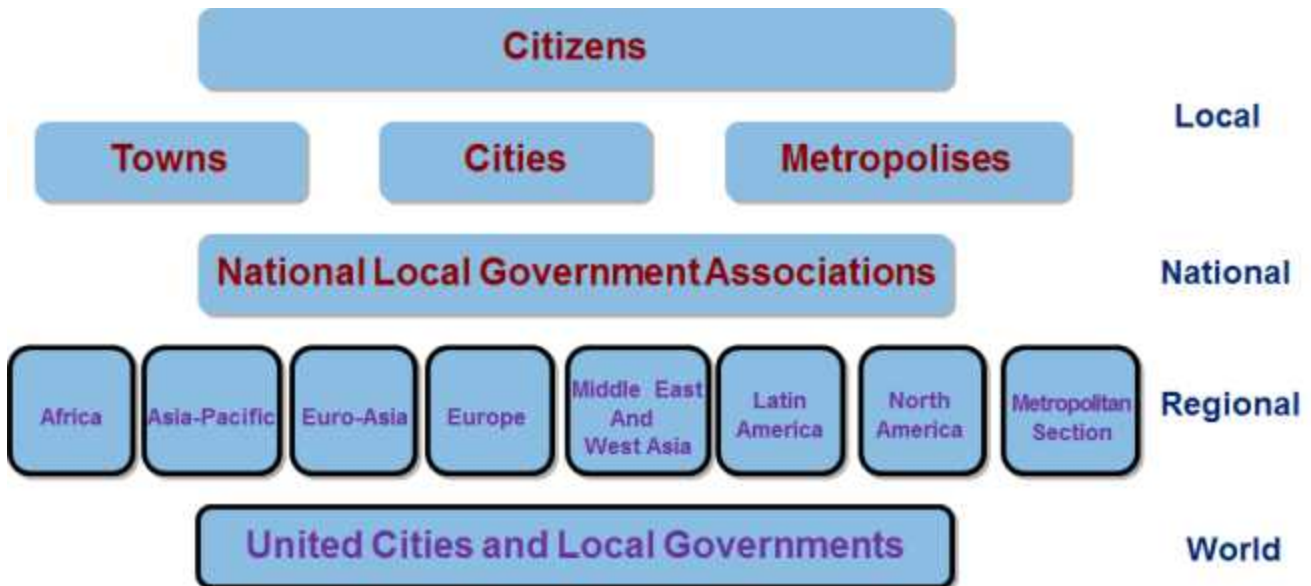 Citizens
Local
Towns
Cities
Metropolises
National Local Government Associations
National
Africa
Asia-Pacific
Euro-Asia
Europe
Middle East
And
West Asia
Latin
America
North
America
Metropolitan
Section
Regional
United Cities and Local Governments
World